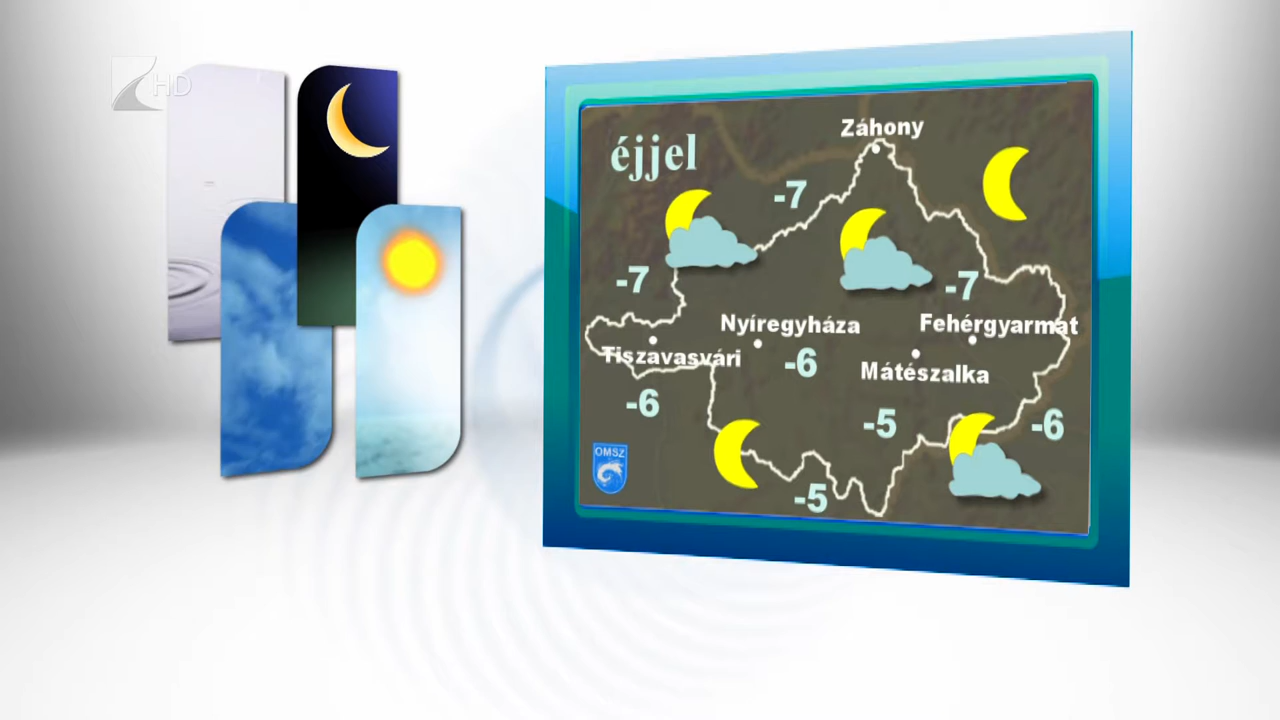 HD
éjjel
Záhony
-7
-7
-7
Nyíregyháza
Fehérgyarmat
Tiszavasvári
-6
Mátészalka
-6
-5
-6
OMSZ
-5